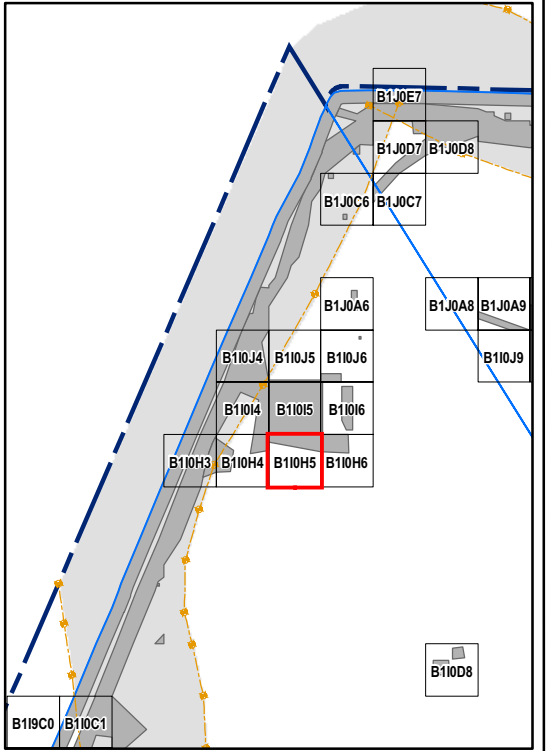 B1J0E7
B1J0D7 B1J0D8
B1J0C6 B1J0C7
B1J0A6 B1J0A8 B1J0A9
B1I0J4 B1I0J5 B1I0J6 B1I0J9
B1I0I4 B1I0I5 B1I0I6
B1I0H3 B1I0H4 B1I0H5 B1I0H6
B1I0D8
B1I9C0 B1I0C1